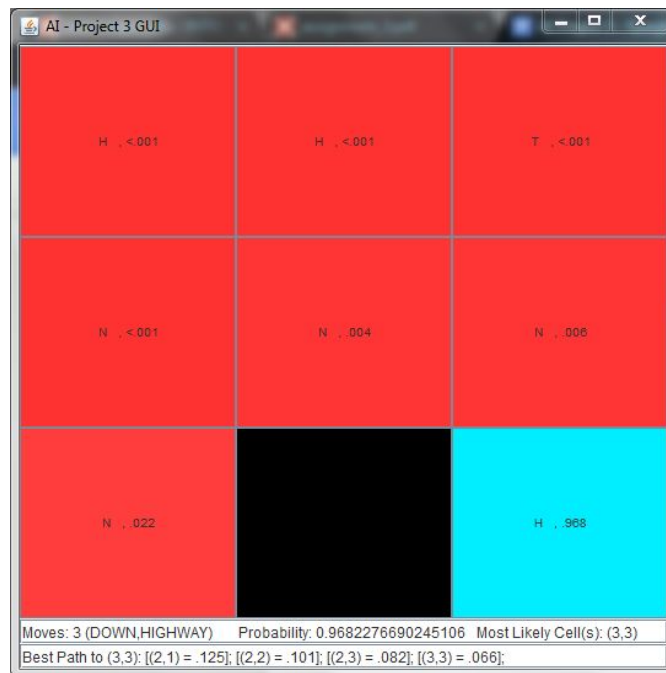 AI - Project 3 GUI
H , <.001 H , <.001 T , <.001
N , <.001 N , .004 N , .006
N , .022 H , .968
Moves: 3 (DOWN,HIGHWAY) Probability: 0.9682276690245106 Most Likely Cell(s): (3,3)
Best Path to (3,3): [(2,1) = .125]; [(2,2) = .101]; [(2,3) = .082]; [(3,3) = .066];